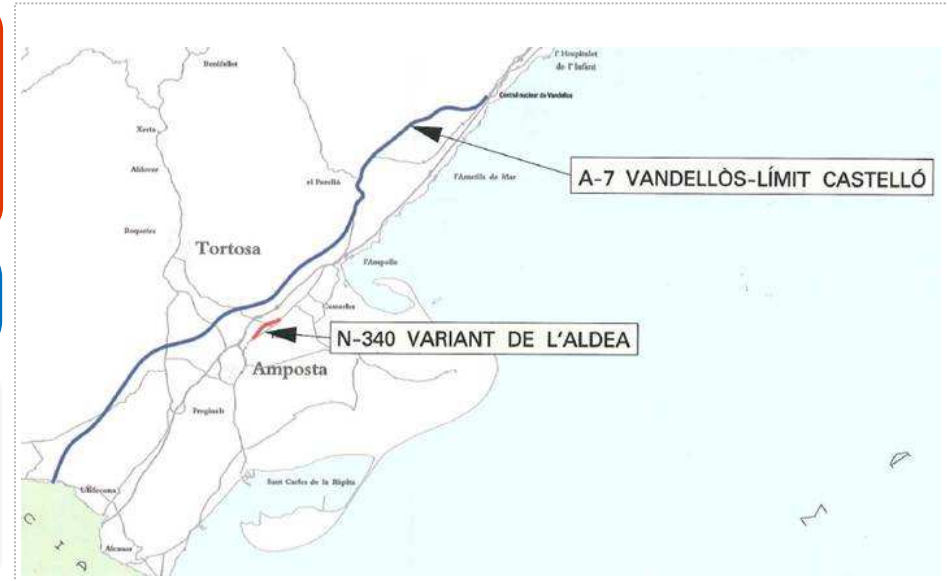 l'Hospitalet
de l'Infant
Benifallet
Central nuclear de Vandellòs
Xerta
A-7 VANDELLÒS-LÍMIT CASTELLÓ
Aldover
el Perelló
l'Ametlla de Mar
Roquetes
Tortosa
l'Ampolla
Camarles
N-340 VARIANT DE L'ALDEA
Amposta
Freginals
Sant Carles de la Ràpita
Ulldecona
Alcanar